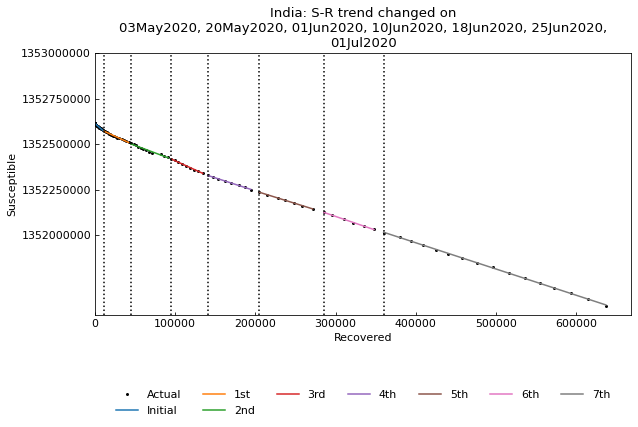 India: S-R trend changed on
03May2020, 20May2020, 01Jun2020, 10Jun2020, 18Jun2020, 25Jun2020,
01Jul2020
1353000000
1352750000
1352500000
1352250000
1352000000
Susceptible
0 100000 200000 300000 400000 500000 600000
Recovered
Actual 1st 3rd 4th 5th 6th 7th
Initial 2nd